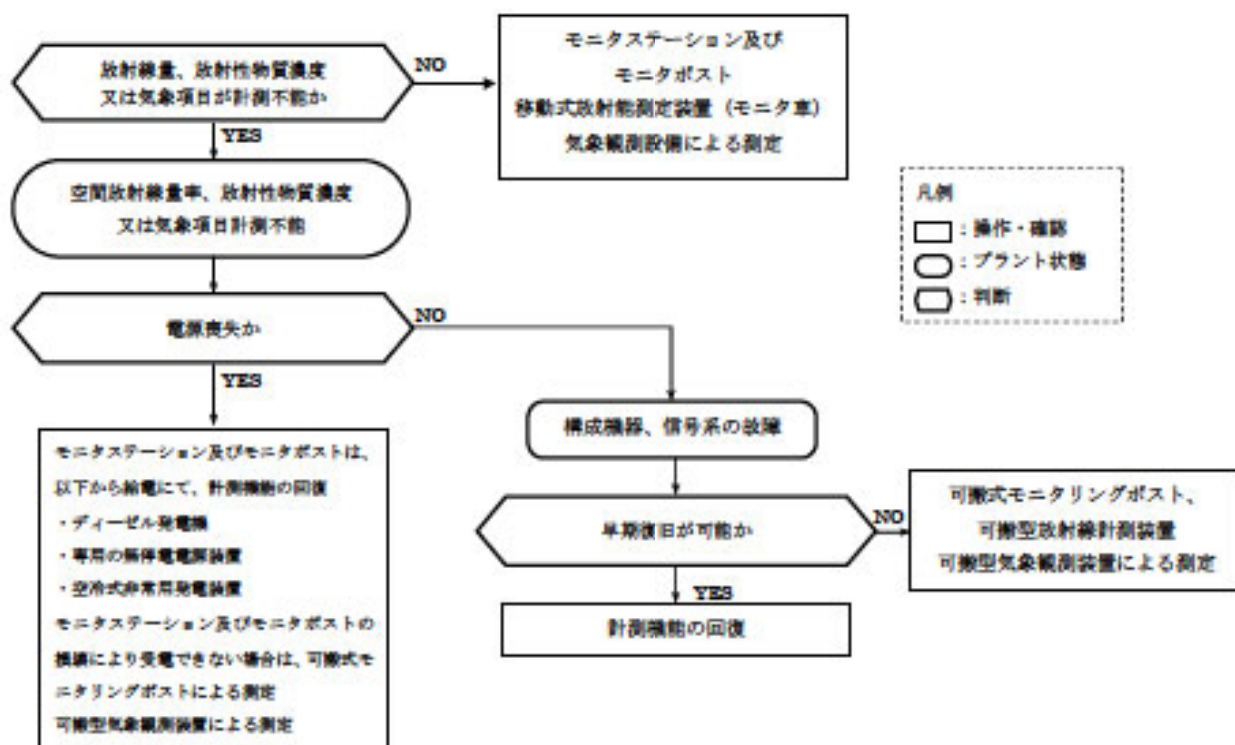 放射線量、放射性物質濃度
又は気象項目が計測不能か
NO
モニタステーション及び
モニタポスト
移動式放射能測定装置（モニタ車）
気象観測設備による測定
YES
空間放射線量率、放射性物質濃度
又は気象項目計測不能
凡例
：操作・確認
：プラント状態
：判断
電源喪失か
NO
YES
構成機器、信号系の故障
モニタステーション及びモニタポストは、
以下から給電にて、計測機能の回復
・ディーゼル発電機
・専用の無停電電源装置
・空冷式非常用発電装置
モニタステーション及びモニタポストの
損壊により受電できない場合は、可搬式モ
ニタリングポストによる測定
可搬型気象観測装置による測定
早期復旧が可能か
NO
可搬式モニタリングポスト、
可搬型放射線計測装置
可搬型気象観測装置による測定
YES
計測機能の回復